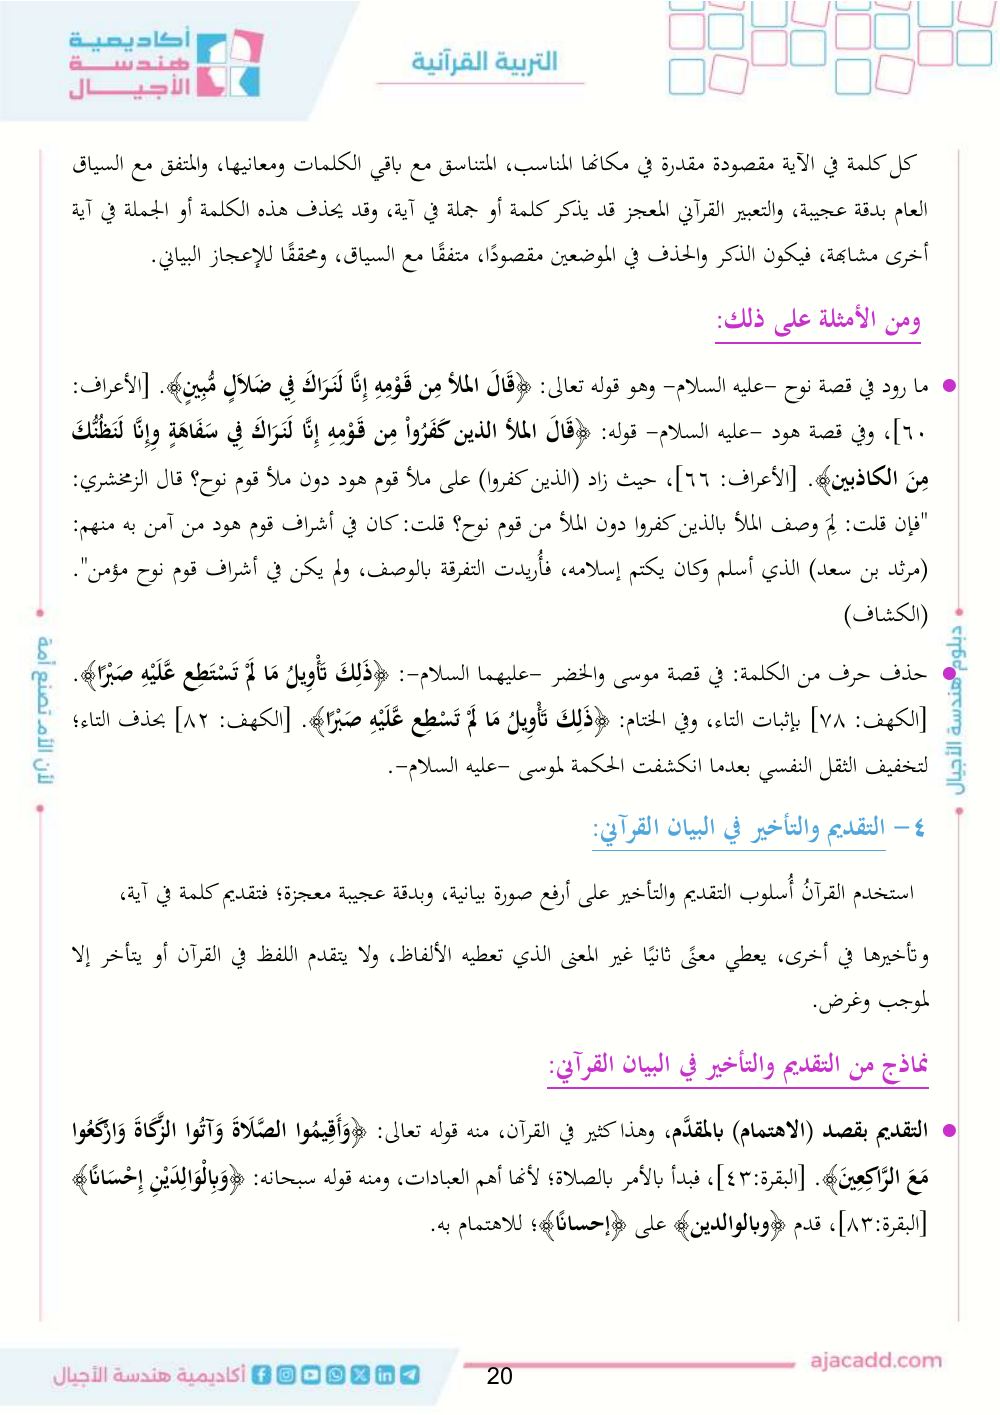 أكاديمية
هندسة
الأجيال
التربية القرآنية
كل كلمة في الآية مقصودة مقدرة في مكانها المناسب، المتناسق مع باقي الكلمات ومعانيها، والمتفق مع السياق
العام بدقة عجيبة، والتعبير القرآني المعجز قد يذكر كلمة أو جملة في آية، وقد يحذف هذه الكلمة أو الجملة في آية
أخرى مشابهة، فيكون الذكر والحذف في الموضعين مقصودًا، متفقًا مع السياق، ومحققًا للإعجاز البياني.
ومن الأمثلة على ذلك:
● ما رود في قصة نوح –عليه السلام– وهو قوله تعالى: ﴿قَالَ الملأ مِن قَوْمِهِ إِنَّا لَنَرَاكَ فِي ضَلاَلٍ مُّبِينٍ﴾. [الأعراف:
٦٠]، وفي قصة هود –عليه السلام– قوله: ﴿قَالَ الملأ الذين كَفَرُواْ مِن قَوْمِهِ إِنَّا لَنَرَاكَ فِي سَفَاهَةٍ وِإِنَّا لَنَظُنُّكَ
مِنَ الكاذبين﴾. [الأعراف: ٦٦]، حيث زاد (الذين كفروا) على ملأ قوم هود دون ملأ قوم نوح؟ قال الزمخشري:
"فإن قلت: لِمَ وصف الملأ بالذين كفروا دون الملأ من قوم نوح؟ قلت: كان في أشراف قوم هود من آمن به منهم:
(مرثد بن سعد) الذي أسلم وكان يكتم إسلامه، فأُريدت التفرقة بالوصف، ولم يكن في أشراف قوم نوح مؤمن".
(الكشاف)
● حذف حرف من الكلمة: في قصة موسى والخضر –عليهما السلام–: ﴿ذَلِكَ تَأْوِيلُ مَا لَمْ تَسْتَطِع عَّلَيْهِ صَبْرًا﴾.
[الكهف: ٧٨] بإثبات التاء، وفي الختام: ﴿ذَلِكَ تَأْوِيلُ مَا لَمْ تَسْطِع عَّلَيْهِ صَبْرًا﴾. [الكهف: ٨٢] بحذف التاء؛
لتخفيف الثقل النفسي بعدما انكشفت الحكمة لموسى –عليه السلام–.
٤– التقديم والتأخير في البيان القرآني:
استخدم القرآنُ أُسلوب التقديم والتأخير على أرفع صورة بيانية، وبدقة عجيبة معجزة؛ فتقديم كلمة في آية،
وتأخيرها في أخرى، يعطي معنًى ثانيًا غير المعنى الذي تعطيه الألفاظ، ولا يتقدم اللفظ في القرآن أو يتأخر إلا
لموجب وغرض.
نماذج من التقديم والتأخير في البيان القرآني:
● التقديم بقصد (الاهتمام) بالمقدَّم، وهذا كثير في القرآن، منه قوله تعالى: ﴿وَأَقِيمُوا الصَّلَاةَ وَآتُوا الزَّكَاةَ وَارْكَعُوا
مَعَ الرَّاكِعِينَ﴾. [البقرة:٤٣]، فبدأ بالأمر بالصلاة؛ لأنها أهم العبادات، ومنه قوله سبحانه: ﴿وَبِالْوَالِدَيْنِ إِحْسَانًا﴾
[البقرة:٨٣]، قدم ﴿وبالوالدين﴾ على ﴿إحسانًا﴾؛ للاهتمام به.
دبلوم هندسة الأجيال
لأن الأم تصنع أمة
أكاديمية هندسة الأجيال
20
ajacadd.com